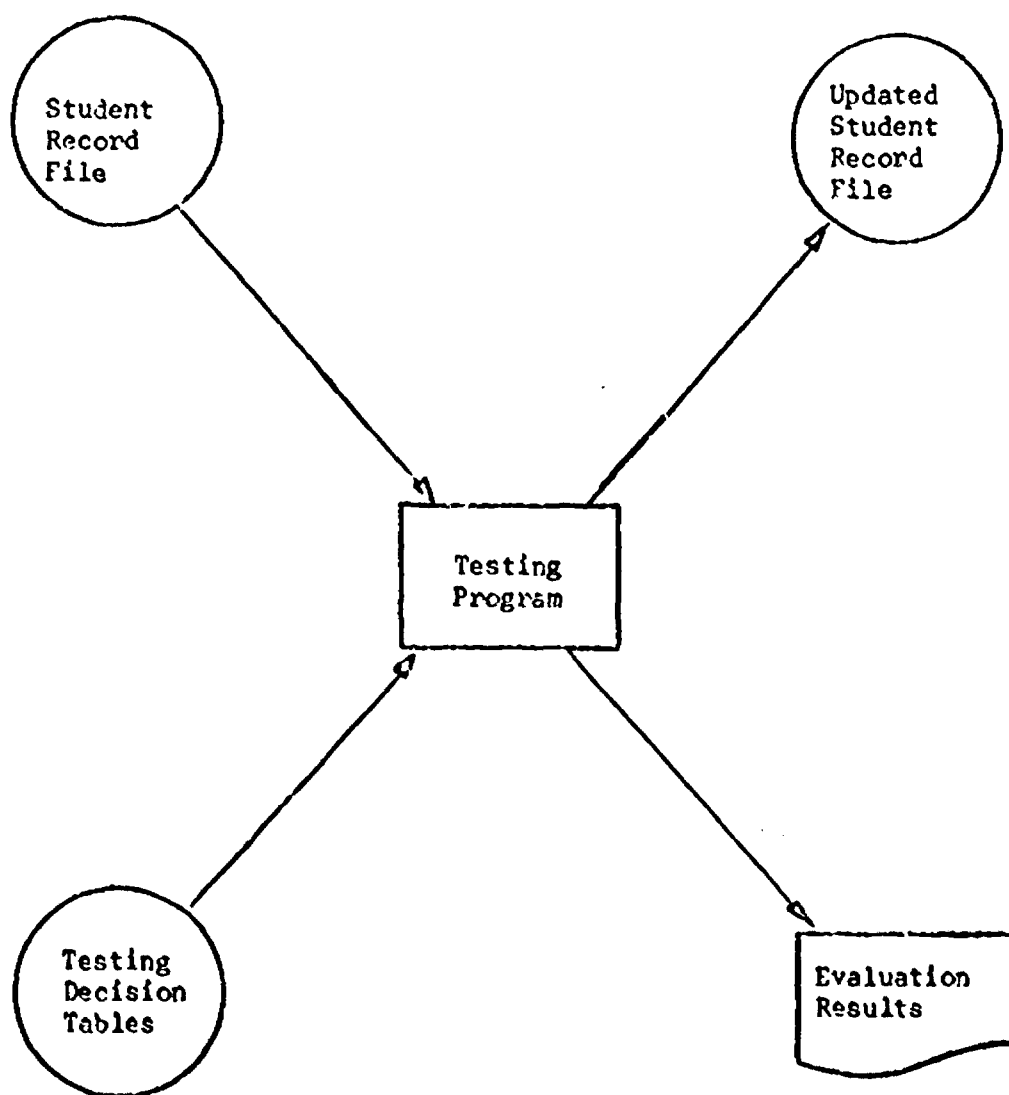 Student
Record
File
Updated
Student
Record
File
Testing
Program
Testing
Decision
Tables
Evaluation
Results